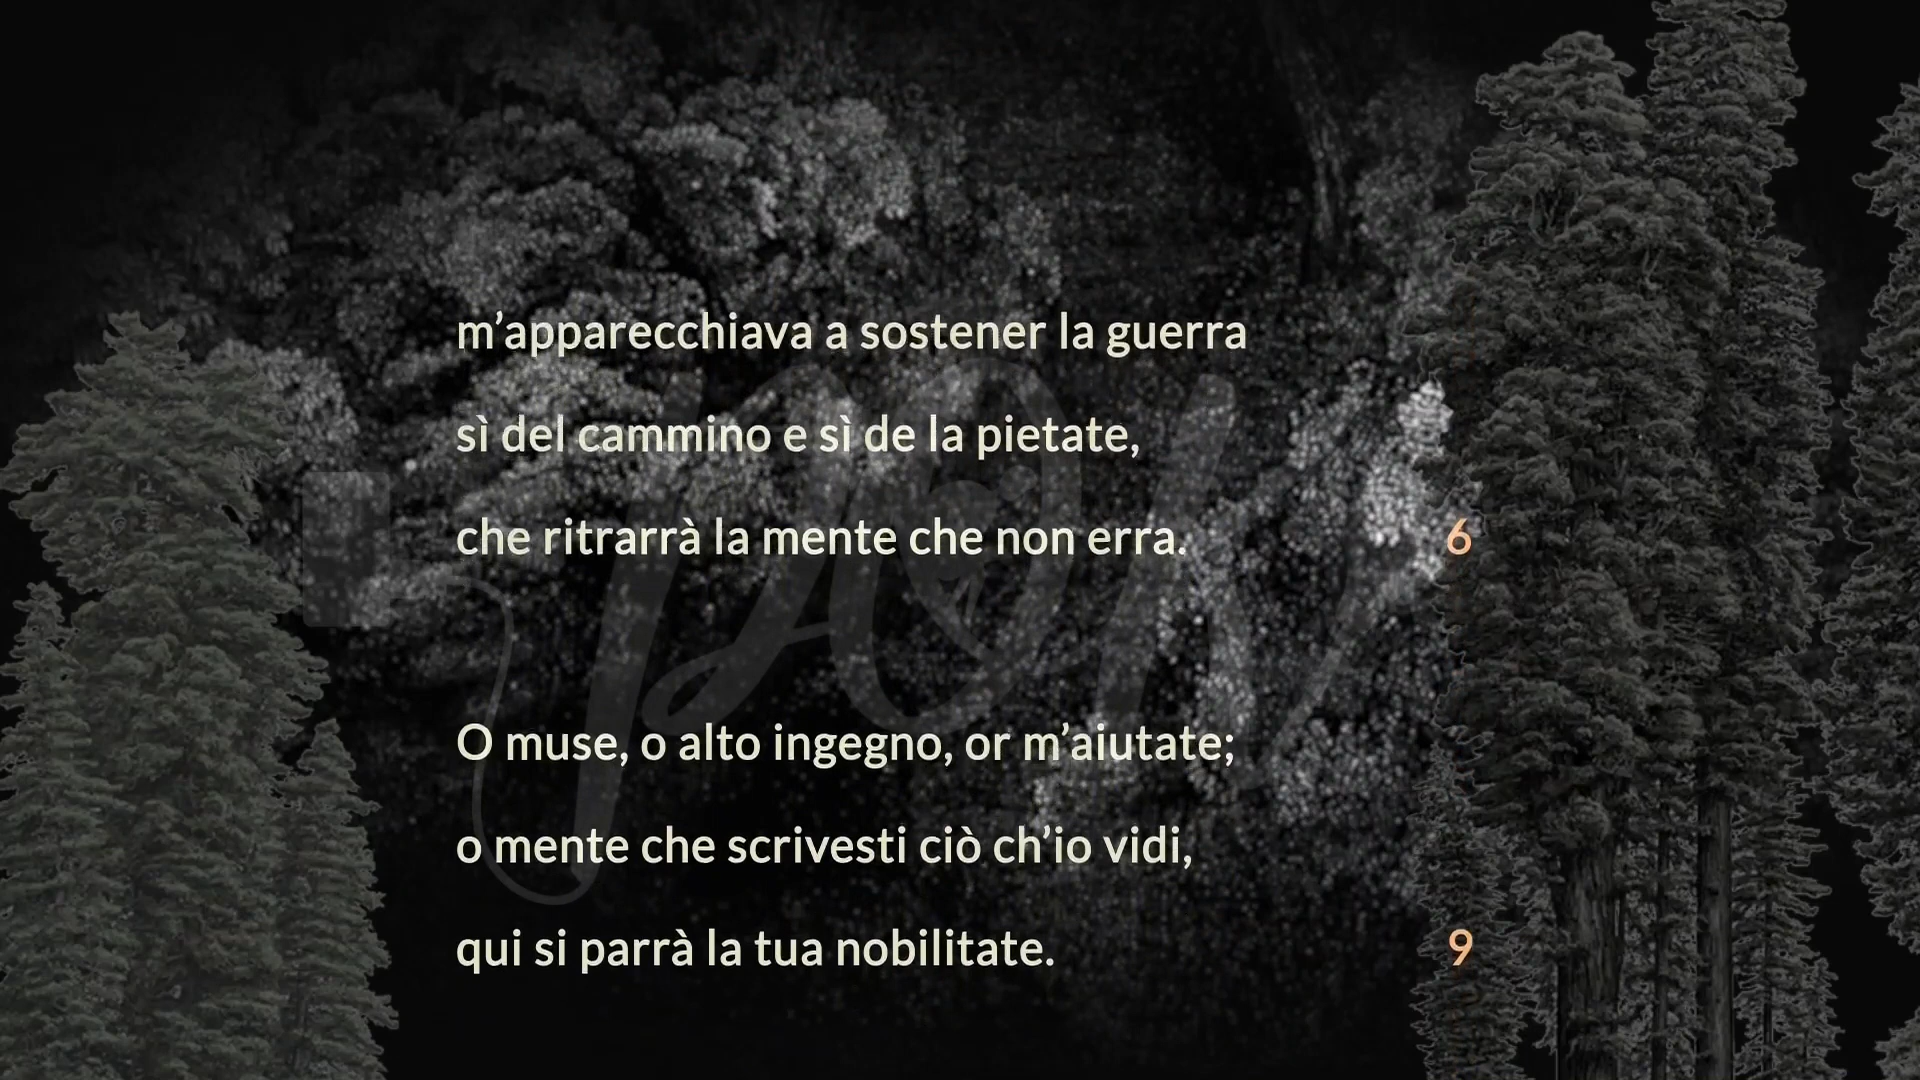 m’apparecchiava a sostener la guerra
sì del cammino e sì de la pietate,
che ritrarrà la mente che non erra. 6
O muse, o alto ingegno, or m’aiutate;
o mente che scrivesti ciò ch’io vidi,
qui si parrà la tua nobilitate. 9